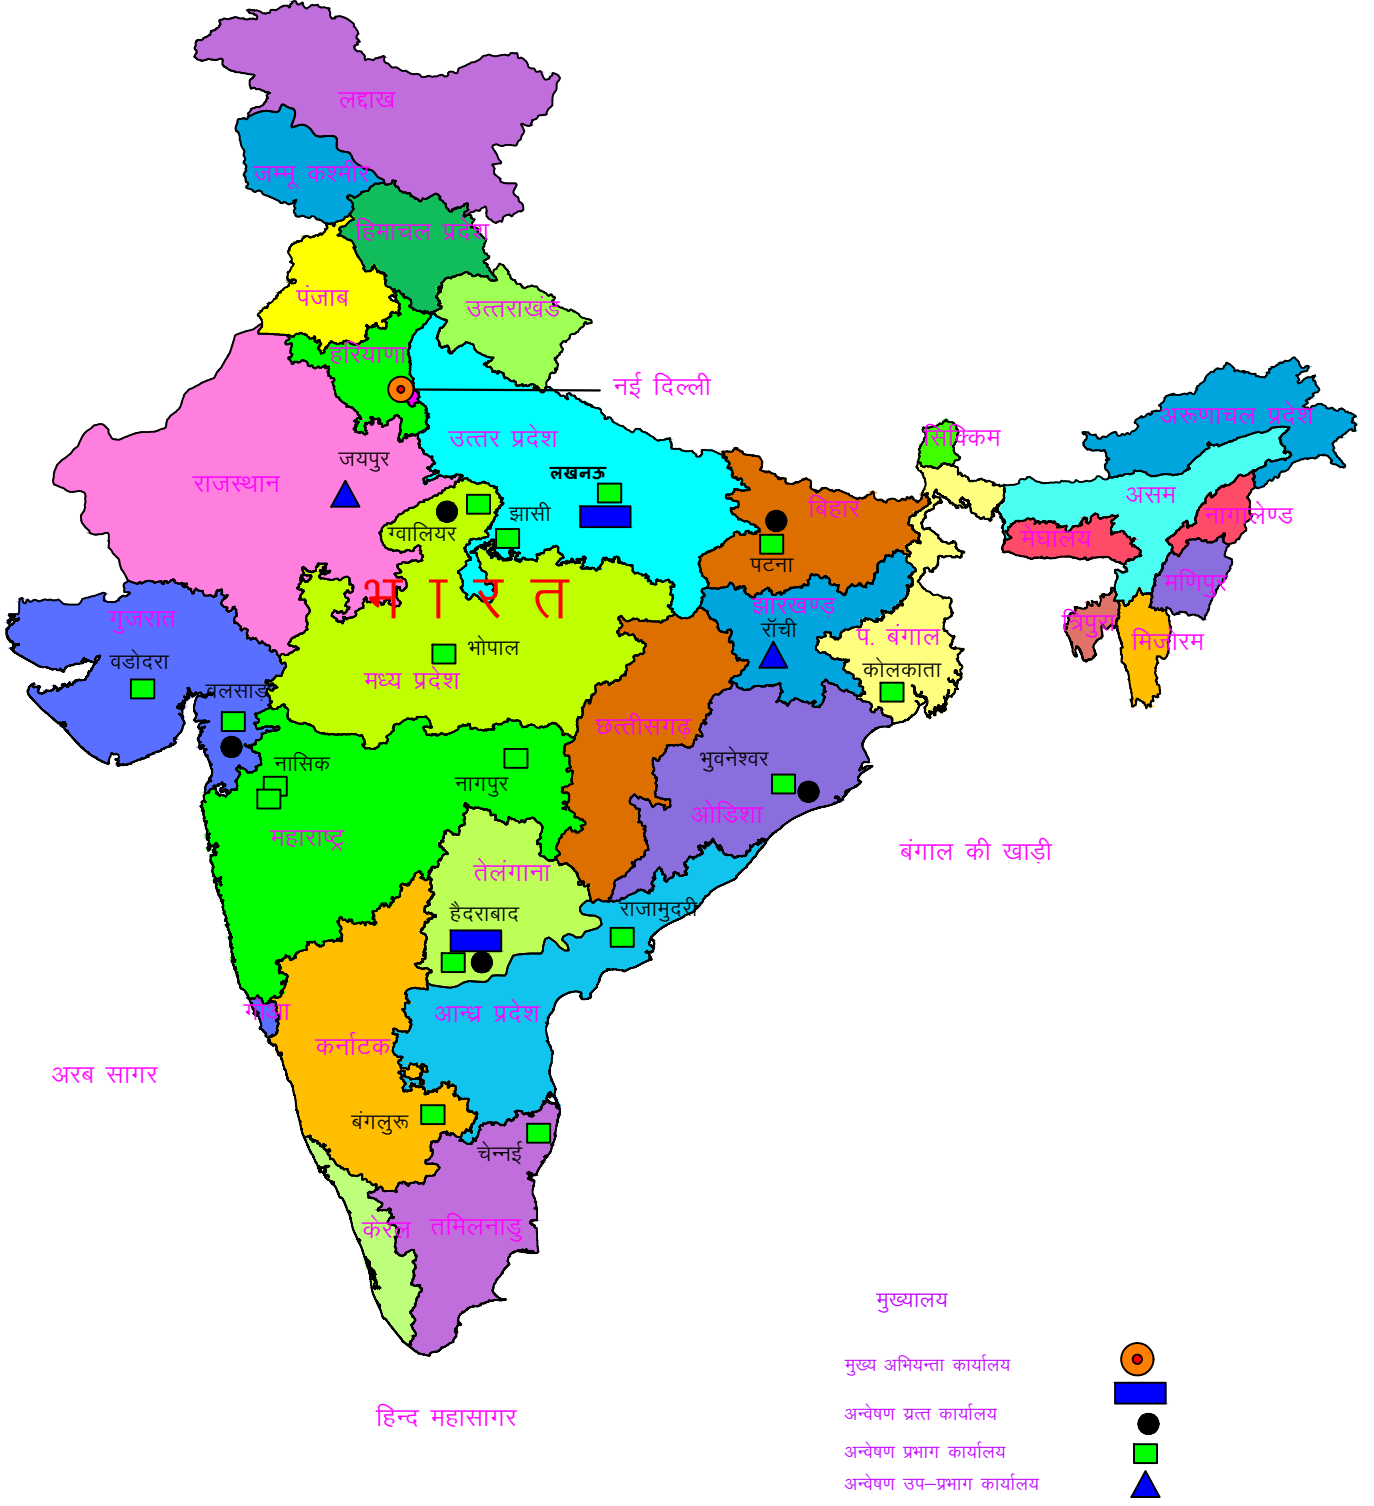 लद्दाख
जम्मू कश्मीर
हिमाचल प्रदेश
पंजाब
उत्तराखंड
हरियाणा
नई दिल्ली
अरूणाचल प्रदेश
सिक्किम
उत्तर प्रदेश
जयपुर
लखनऊ
राजस्थान
असम
बिहार
झासी
नागालेण्ड
ग्वालियर
मेघालय
पटना
मणिपुर
भारत
झारखण्ड
गुजरात
त्रिपुरा
रॉची
प. बंगाल
मिजोरम
भोपाल
वडोदरा
कोलकाता
मध्य प्रदेश
वलसाड
छत्तीसगढ़
भुवनेश्वर
नासिक
नागपुर
ओडिशा
महाराष्ट्र
बंगाल की खाड़ी
तेलंगाना
राजामुदरी
हैदराबाद
गोआ
आन्ध्र प्रदेश
कर्नाटक
अरब सागर
बंगलुरू
चेन्नई
केरल
तमिलनाडु
मुख्यालय
मुख्य अभियन्ता कार्यालय
हिन्द महासागर
अन्वेषण य्रत्त कार्यालय
अन्वेषण प्रभाग कार्यालय
अन्वेषण उप–प्रभाग कार्यालय